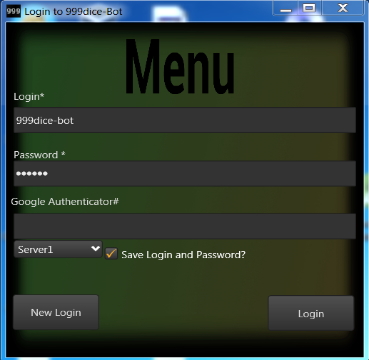 999 Login to 999dice-Bot
Menu
Login*
999dice-bot
Password *
••••••
Google Authenticator#
Server1
Save Login and Password?
New Login
Login